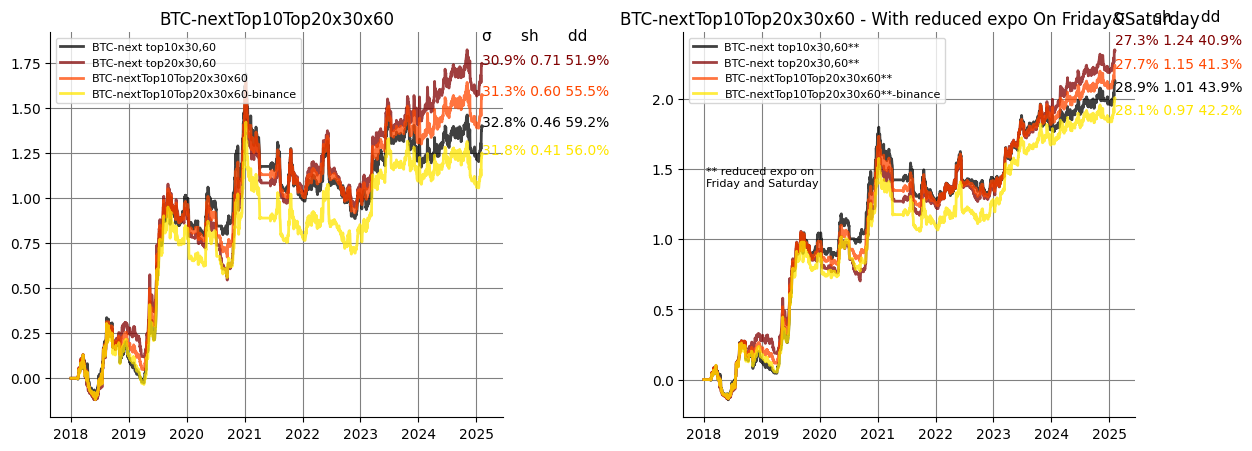 BTC-nextTop10Top20x30x60
σ sh dd
BTC-next top10x30,60
BTC-next top20x30,60
BTC-nextTop10Top20x30x60
BTC-nextTop10Top20x30x60-binance
30.9% 0.71 51.9%
31.3% 0.60 55.5%
32.8% 0.46 59.2%
31.8% 0.41 56.0%
1.75
1.50
1.25
1.00
0.75
0.50
0.25
0.00
2018 2019 2020 2021 2022 2023 2024 2025
BTC-nextTop10Top20x30x60 - With reduced expo On Friday&Saturday
σ sh dd
BTC-next top10x30,60**
BTC-next top20x30,60**
BTC-nextTop10Top20x30x60**
BTC-nextTop10Top20x30x60**-binance
27.3% 1.24 40.9%
27.7% 1.15 41.3%
28.9% 1.01 43.9%
28.1% 0.97 42.2%
** reduced expo on
Friday and Saturday
2.0
1.5
1.0
0.5
0.0
2018 2019 2020 2021 2022 2023 2024 2025